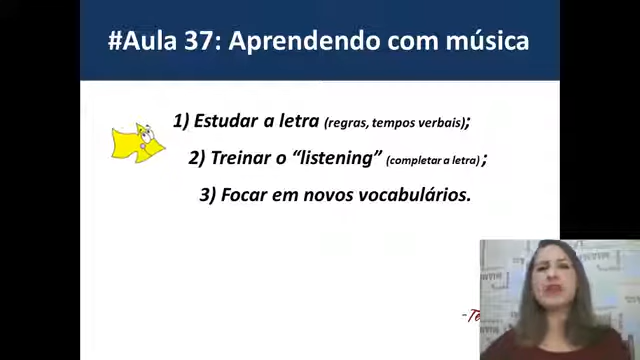 #Aula 37: Aprendendo com música
1) Estudar a letra (regras, tempos verbais);
2) Treinar o “listening” (completar a letra) ;
3) Focar em novos vocabulários.